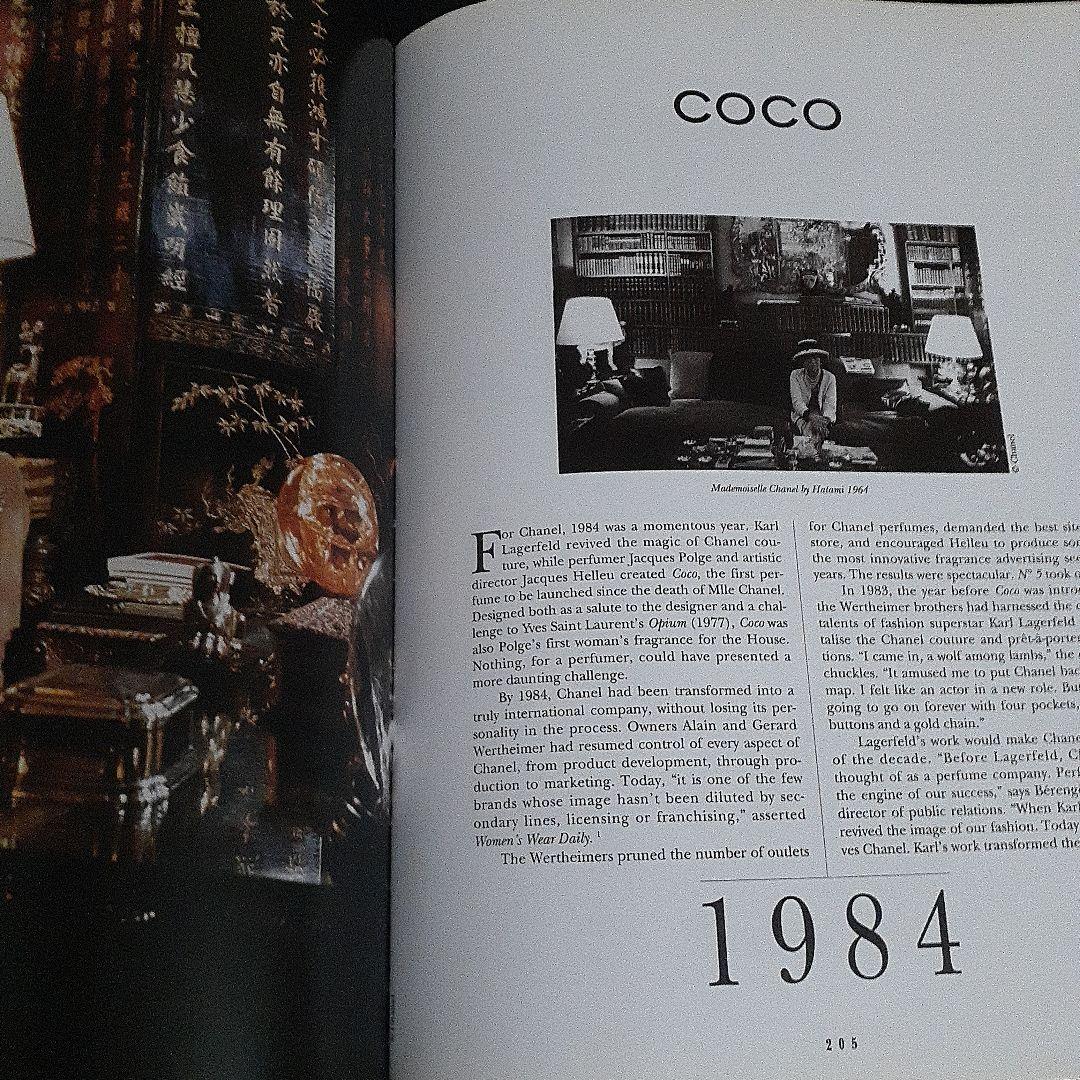 COCO
© Chanel
Mademoiselle Chanel by Hatami 1964
For Chanel, 1984 was a momentous year. Karl
Lagerfeld revived the magic of Chanel cou-
ture, while perfumer Jacques Polge and artistic
director Jacques Helleu created Coco, the first per-
fume to be launched since the death of Mlle Chanel.
Designed both as a salute to the designer and a chal-
lenge to Yves Saint Laurent's Opium (1977), Coco was
also Polge's first woman's fragrance for the House.
Nothing, for a perfumer, could have presented a
more daunting challenge.
By 1984, Chanel had been transformed into a
truly international company, without losing its per-
sonality in the process. Owners Alain and Gerard
Wertheimer had resumed control of every aspect of
Chanel, from product development, through pro-
duction to marketing. Today, "it is one of the few
brands whose image hasn't been diluted by sec-
ondary lines, licensing or franchising," asserted
Women's Wear Daily. 1
The Wertheimers pruned the number of outlets
for Chanel perfumes, demanded the best
store, and encouraged Helleu to produce
the most innovative fragrance advertising
years. The results were spectacular. N° 5 took
In 1983, the year before Coco was
the Wertheimer brothers had harnessed the
talents of fashion superstar Karl Lagerfeld
talise the Chanel couture and prêt-à-porter
tions. "I came in, a wolf among lambs," the
chuckles. "It amused me to put Chanel
map. I felt like an actor in a new role. But
going to go on forever with four pockets,
buttons and a gold chain."
Lagerfeld's work would make
of the decade. "Before Lagerfeld,
thought of as a perfume company.
the engine of our success," says
director of public relations. "When Karl
revived the image of our fashion. Today
ves Chanel. Karl's work transformed the
1984
205